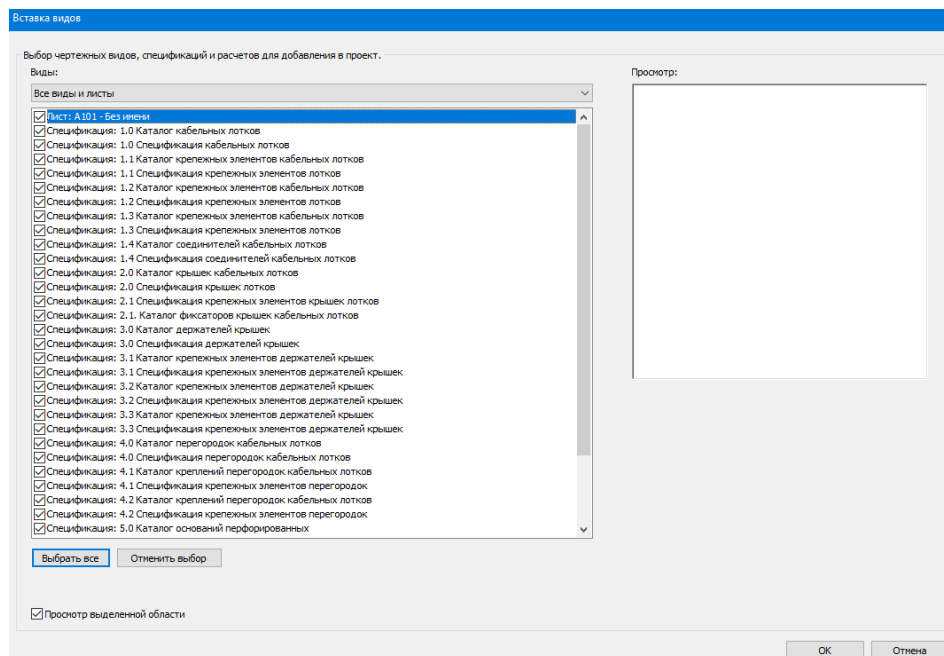 Вставка видов
Выбор чертежных видов, спецификаций и расчетов для добавления в проект.
Виды:
Все виды и листы
Лист: A101 - Без имени
Спецификация: 1.0 Каталог кабельных лотков
Спецификация: 1.0 Спецификация кабельных лотков
Спецификация: 1.1 Каталог крепежных элементов кабельных лотков
Спецификация: 1.1 Спецификация крепежных элементов лотков
Спецификация: 1.2 Каталог крепежных элементов кабельных лотков
Спецификация: 1.2 Спецификация крепежных элементов лотков
Спецификация: 1.3 Каталог крепежных элементов кабельных лотков
Спецификация: 1.3 Спецификация крепежных элементов лотков
Спецификация: 1.4 Каталог соединителей кабельных лотков
Спецификация: 1.4 Спецификация соединителей кабельных лотков
Спецификация: 2.0 Каталог крышек кабельных лотков
Спецификация: 2.0 Спецификация крышек лотков
Спецификация: 2.1 Спецификация крепежных элементов крышек лотков
Спецификация: 2.1. Каталог фиксаторов крышек кабельных лотков
Спецификация: 3.0 Каталог держателей крышек
Спецификация: 3.0 Спецификация держателей крышек
Спецификация: 3.1 Каталог крепежных элементов держателей крышек
Спецификация: 3.1 Спецификация крепежных элементов держателей крышек
Спецификация: 3.2 Каталог крепежных элементов держателей крышек
Спецификация: 3.2 Спецификация крепежных элементов держателей крышек
Спецификация: 3.3 Каталог крепежных элементов держателей крышек
Спецификация: 3.3 Спецификация крепежных элементов держателей крышек
Спецификация: 4.0 Каталог перегородок кабельных лотков
Спецификация: 4.0 Спецификация перегородок кабельных лотков
Спецификация: 4.1 Каталог креплений перегородок кабельных лотков
Спецификация: 4.1 Спецификация крепежных элементов перегородок
Спецификация: 4.2 Каталог креплений перегородок кабельных лотков
Спецификация: 4.2 Спецификация крепежных элементов перегородок
Спецификация: 5.0 Каталог оснований перфорированных
Выбрать все
Отменить выбор
Просмотр выделенной области
Просмотр:
OK
Отмена